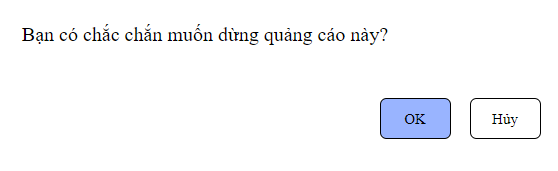 Bạn có chắc chắn muốn dừng quảng cáo này?
OK Hủy